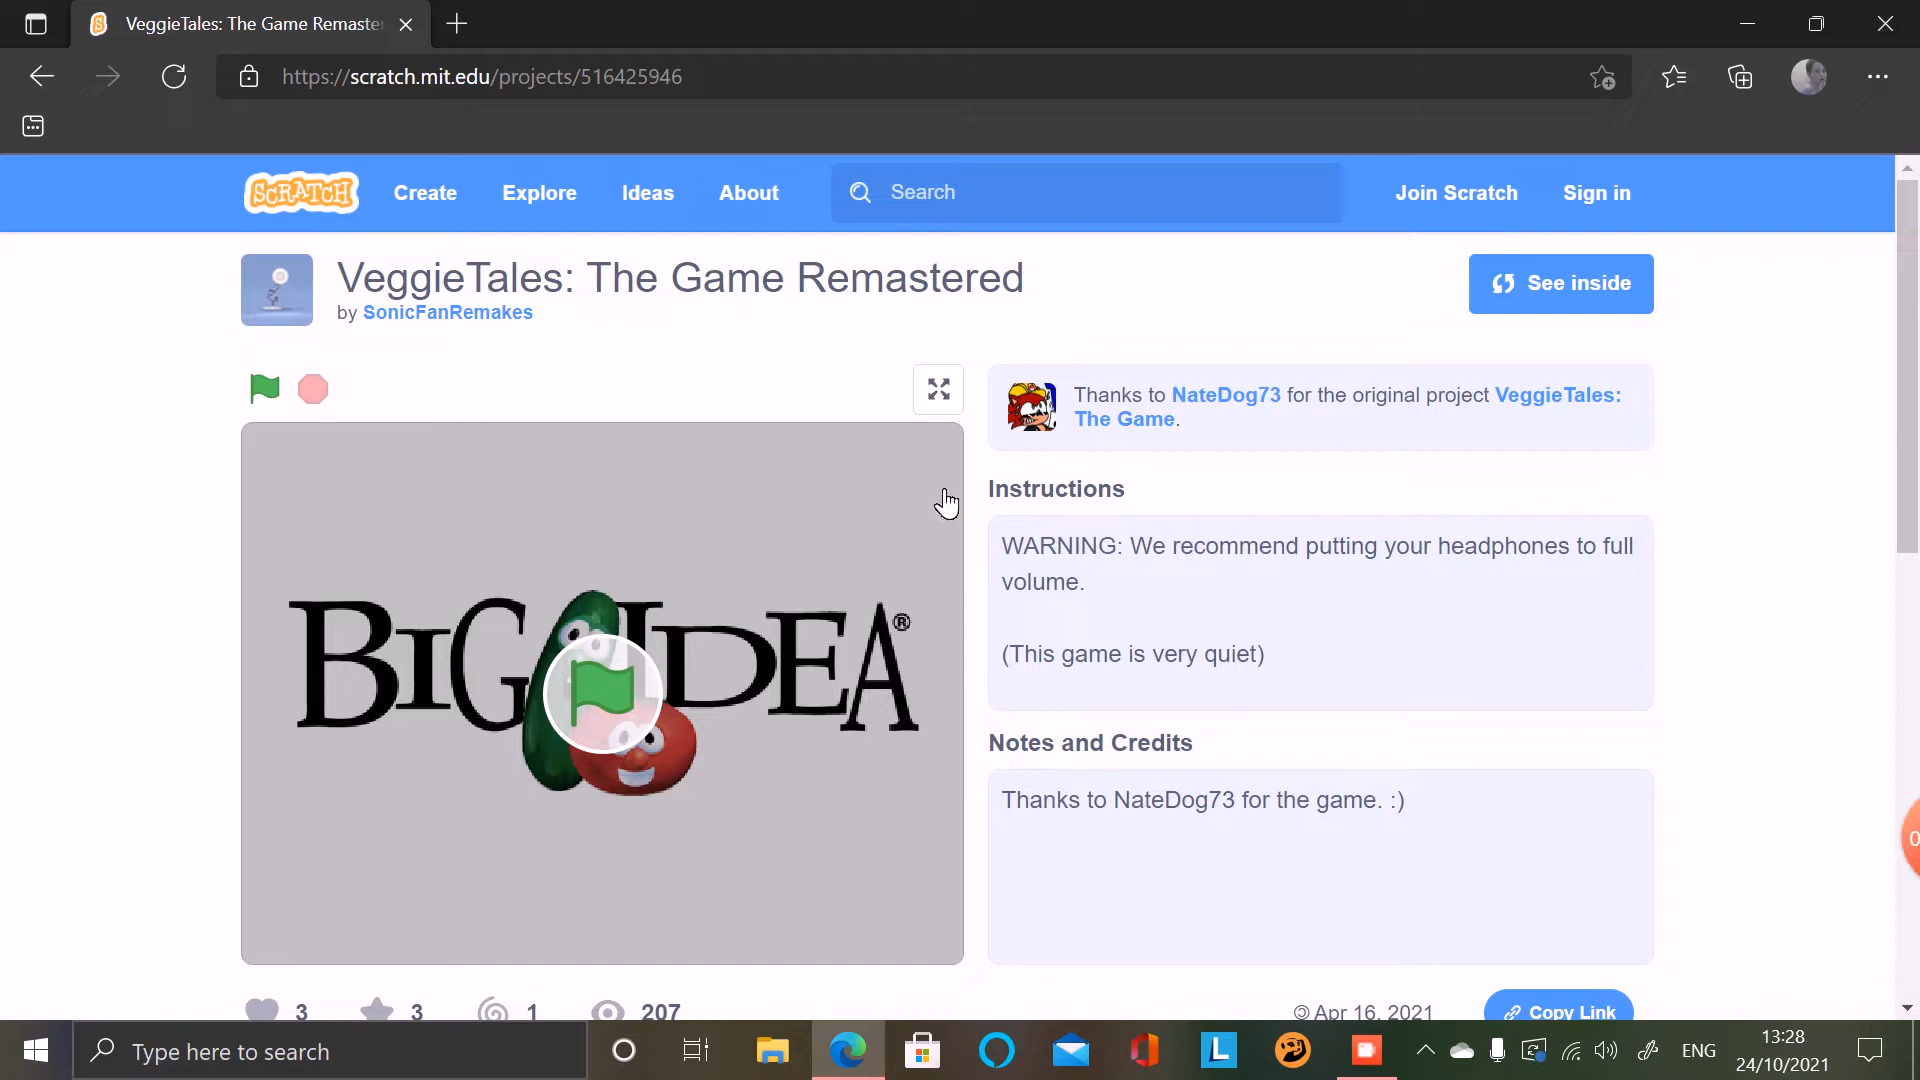 VeggieTales: The Game Remaste
https://scratch.mit.edu/projects/516425946
SCRATCH
Create
Explore
Ideas
About
Search
Join Scratch
Sign in
VeggieTales: The Game Remastered
by SonicFanRemakes
See inside
Thanks to NateDog73 for the original project VeggieTales:
The Game.
Instructions
WARNING: We recommend putting your headphones to full
volume.
(This game is very quiet)
BIG IDEA®
Notes and Credits
Thanks to NateDog73 for the game. :)
0
3
3
1
207
© Apr 16, 2021
Copy Link
Type here to search
L
ENG
13:28
24/10/2021